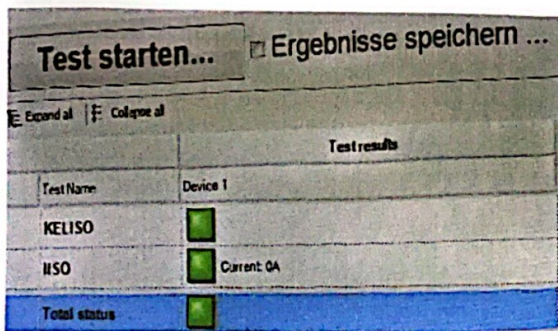 Test starten... Ergebnisse speichern ...
Expand all Collapse all
Test results
Test Name Device 1
KELISO
IISO Current: 0A
Total status